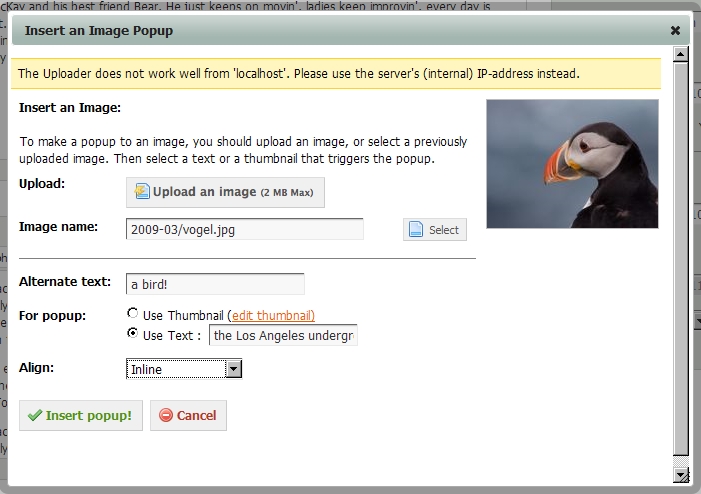 Kay and his best friend Bear. He just keeps on movin', ladies keep improvin', every day is
Insert an Image Popup
The Uploader does not work well from 'localhost'. Please use the server's (internal) IP-address instead.
Insert an Image:
To make a popup to an image, you should upload an image, or select a previously
uploaded image. Then select a text or a thumbnail that triggers the popup.
Upload:
Upload an image (2 MB Max)
Image name:
2009-03/vogel.jpg
Select
Alternate text:
a bird!
For popup:
Use Thumbnail (edit thumbnail)
Use Text :
the Los Angeles undergr
Align:
Inline
Insert popup!
Cancel